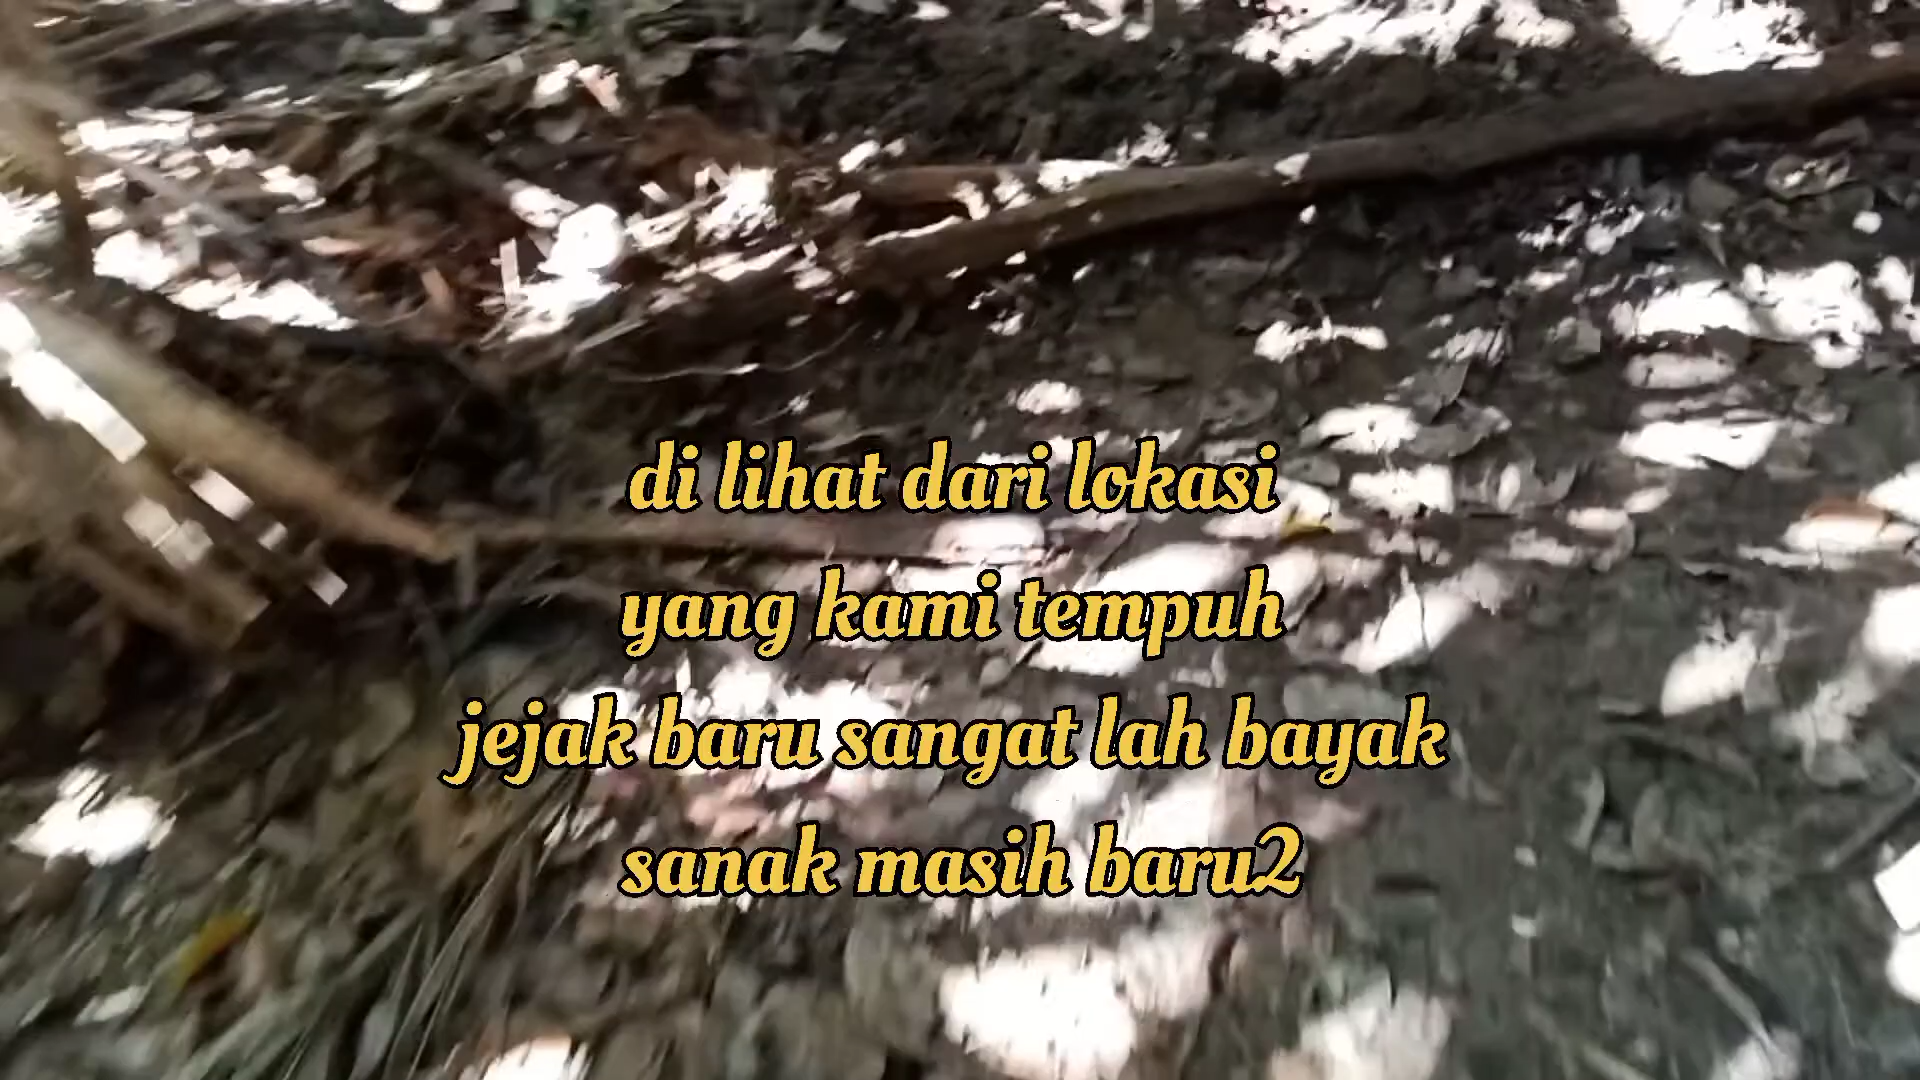 di lihat dari lokasi
yang kami tempuh
jejak baru sangat lah bayak
sanak masih baru2